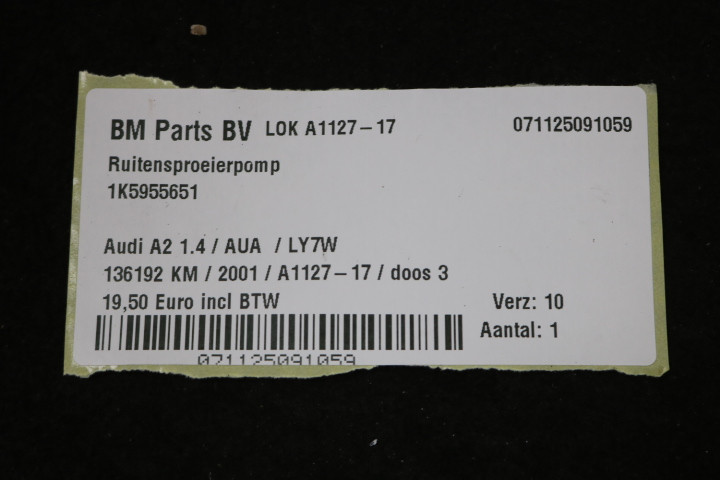 BM Parts BV LOK A1127-17 071125091059
Ruitensproeierpomp
1K5955651
Audi A2 1.4 / AUA / LY7W
136192 KM / 2001 / A1127-17 / doos 3
19,50 Euro incl BTW Verz: 10
Aantal: 1
071125091059